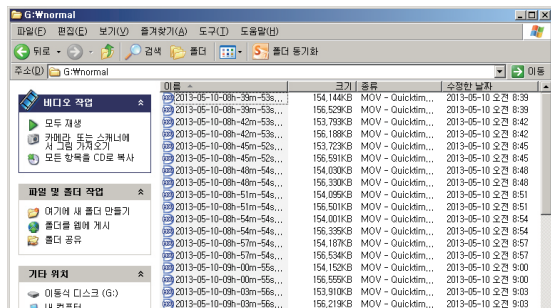 G:\normal
파일(F) 편집(E) 보기(V) 즐겨찾기(A) 도구(T) 도움말(H)
뒤로 검색 폴더 폴더 동기화
주소(D) G:\normal 이동
이름 크기 종류 수정한 날짜
비디오 작업
모두 재생
카메라 또는 스캐너에서 그림 가져오기
모든 항목을 CD로 복사
파일 및 폴더 작업
여기에 새 폴더 만들기
폴더를 웹에 게시
폴더 공유
기타 위치
이동식 디스크 (G:)
내 컴퓨터
2013-05-10-08h-39m-53s... 154,144KB MOV - Quicktim... 2013-05-10 오전 8:39
2013-05-10-08h-39m-53s... 156,529KB MOV - Quicktim... 2013-05-10 오전 8:39
2013-05-10-08h-42m-53s... 153,793KB MOV - Quicktim... 2013-05-10 오전 8:42
2013-05-10-08h-42m-53s... 156,188KB MOV - Quicktim... 2013-05-10 오전 8:42
2013-05-10-08h-45m-52s... 153,723KB MOV - Quicktim... 2013-05-10 오전 8:45
2013-05-10-08h-45m-52s... 156,591KB MOV - Quicktim... 2013-05-10 오전 8:45
2013-05-10-08h-48m-54s... 154,030KB MOV - Quicktim... 2013-05-10 오전 8:48
2013-05-10-08h-48m-54s... 156,330KB MOV - Quicktim... 2013-05-10 오전 8:48
2013-05-10-08h-51m-54s... 154,095KB MOV - Quicktim... 2013-05-10 오전 8:51
2013-05-10-08h-51m-54s... 156,501KB MOV - Quicktim... 2013-05-10 오전 8:51
2013-05-10-08h-54m-54s... 154,001KB MOV - Quicktim... 2013-05-10 오전 8:54
2013-05-10-08h-54m-54s... 156,335KB MOV - Quicktim... 2013-05-10 오전 8:54
2013-05-10-08h-57m-54s... 154,187KB MOV - Quicktim... 2013-05-10 오전 8:57
2013-05-10-08h-57m-54s... 156,534KB MOV - Quicktim... 2013-05-10 오전 8:57
2013-05-10-09h-00m-55s... 154,152KB MOV - Quicktim... 2013-05-10 오전 9:00
2013-05-10-09h-00m-55s... 156,555KB MOV - Quicktim... 2013-05-10 오전 9:00
2013-05-10-09h-03m-56s... 153,910KB MOV - Quicktim... 2013-05-10 오전 9:03
2013-05-10-09h-03m-56s... 156,219KB MOV - Quicktim... 2013-05-10 오전 9:03